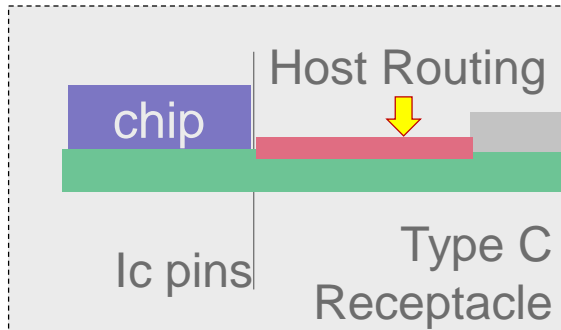 Host Routing
chip
Ic pins
Type C
Receptacle